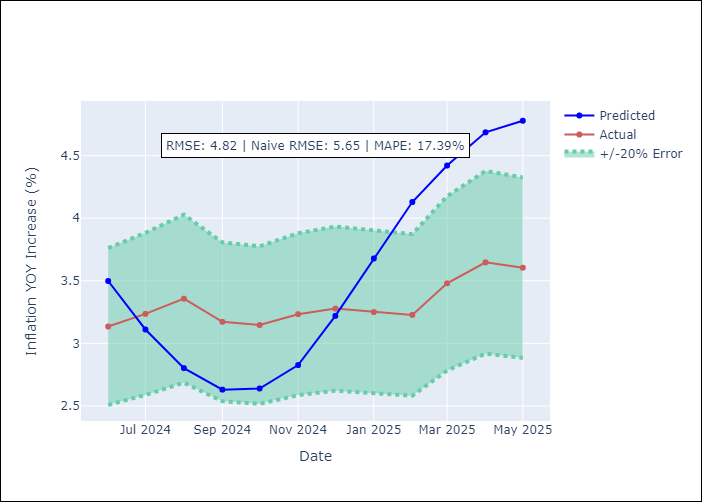 Predicted
Actual
+/-20% Error
RMSE: 4.82 | Naive RMSE: 5.65 | MAPE: 17.39%
Inflation YOY Increase (%)
4.5
4
3.5
3
2.5
Jul 2024
Sep 2024
Nov 2024
Jan 2025
Mar 2025
May 2025
Date